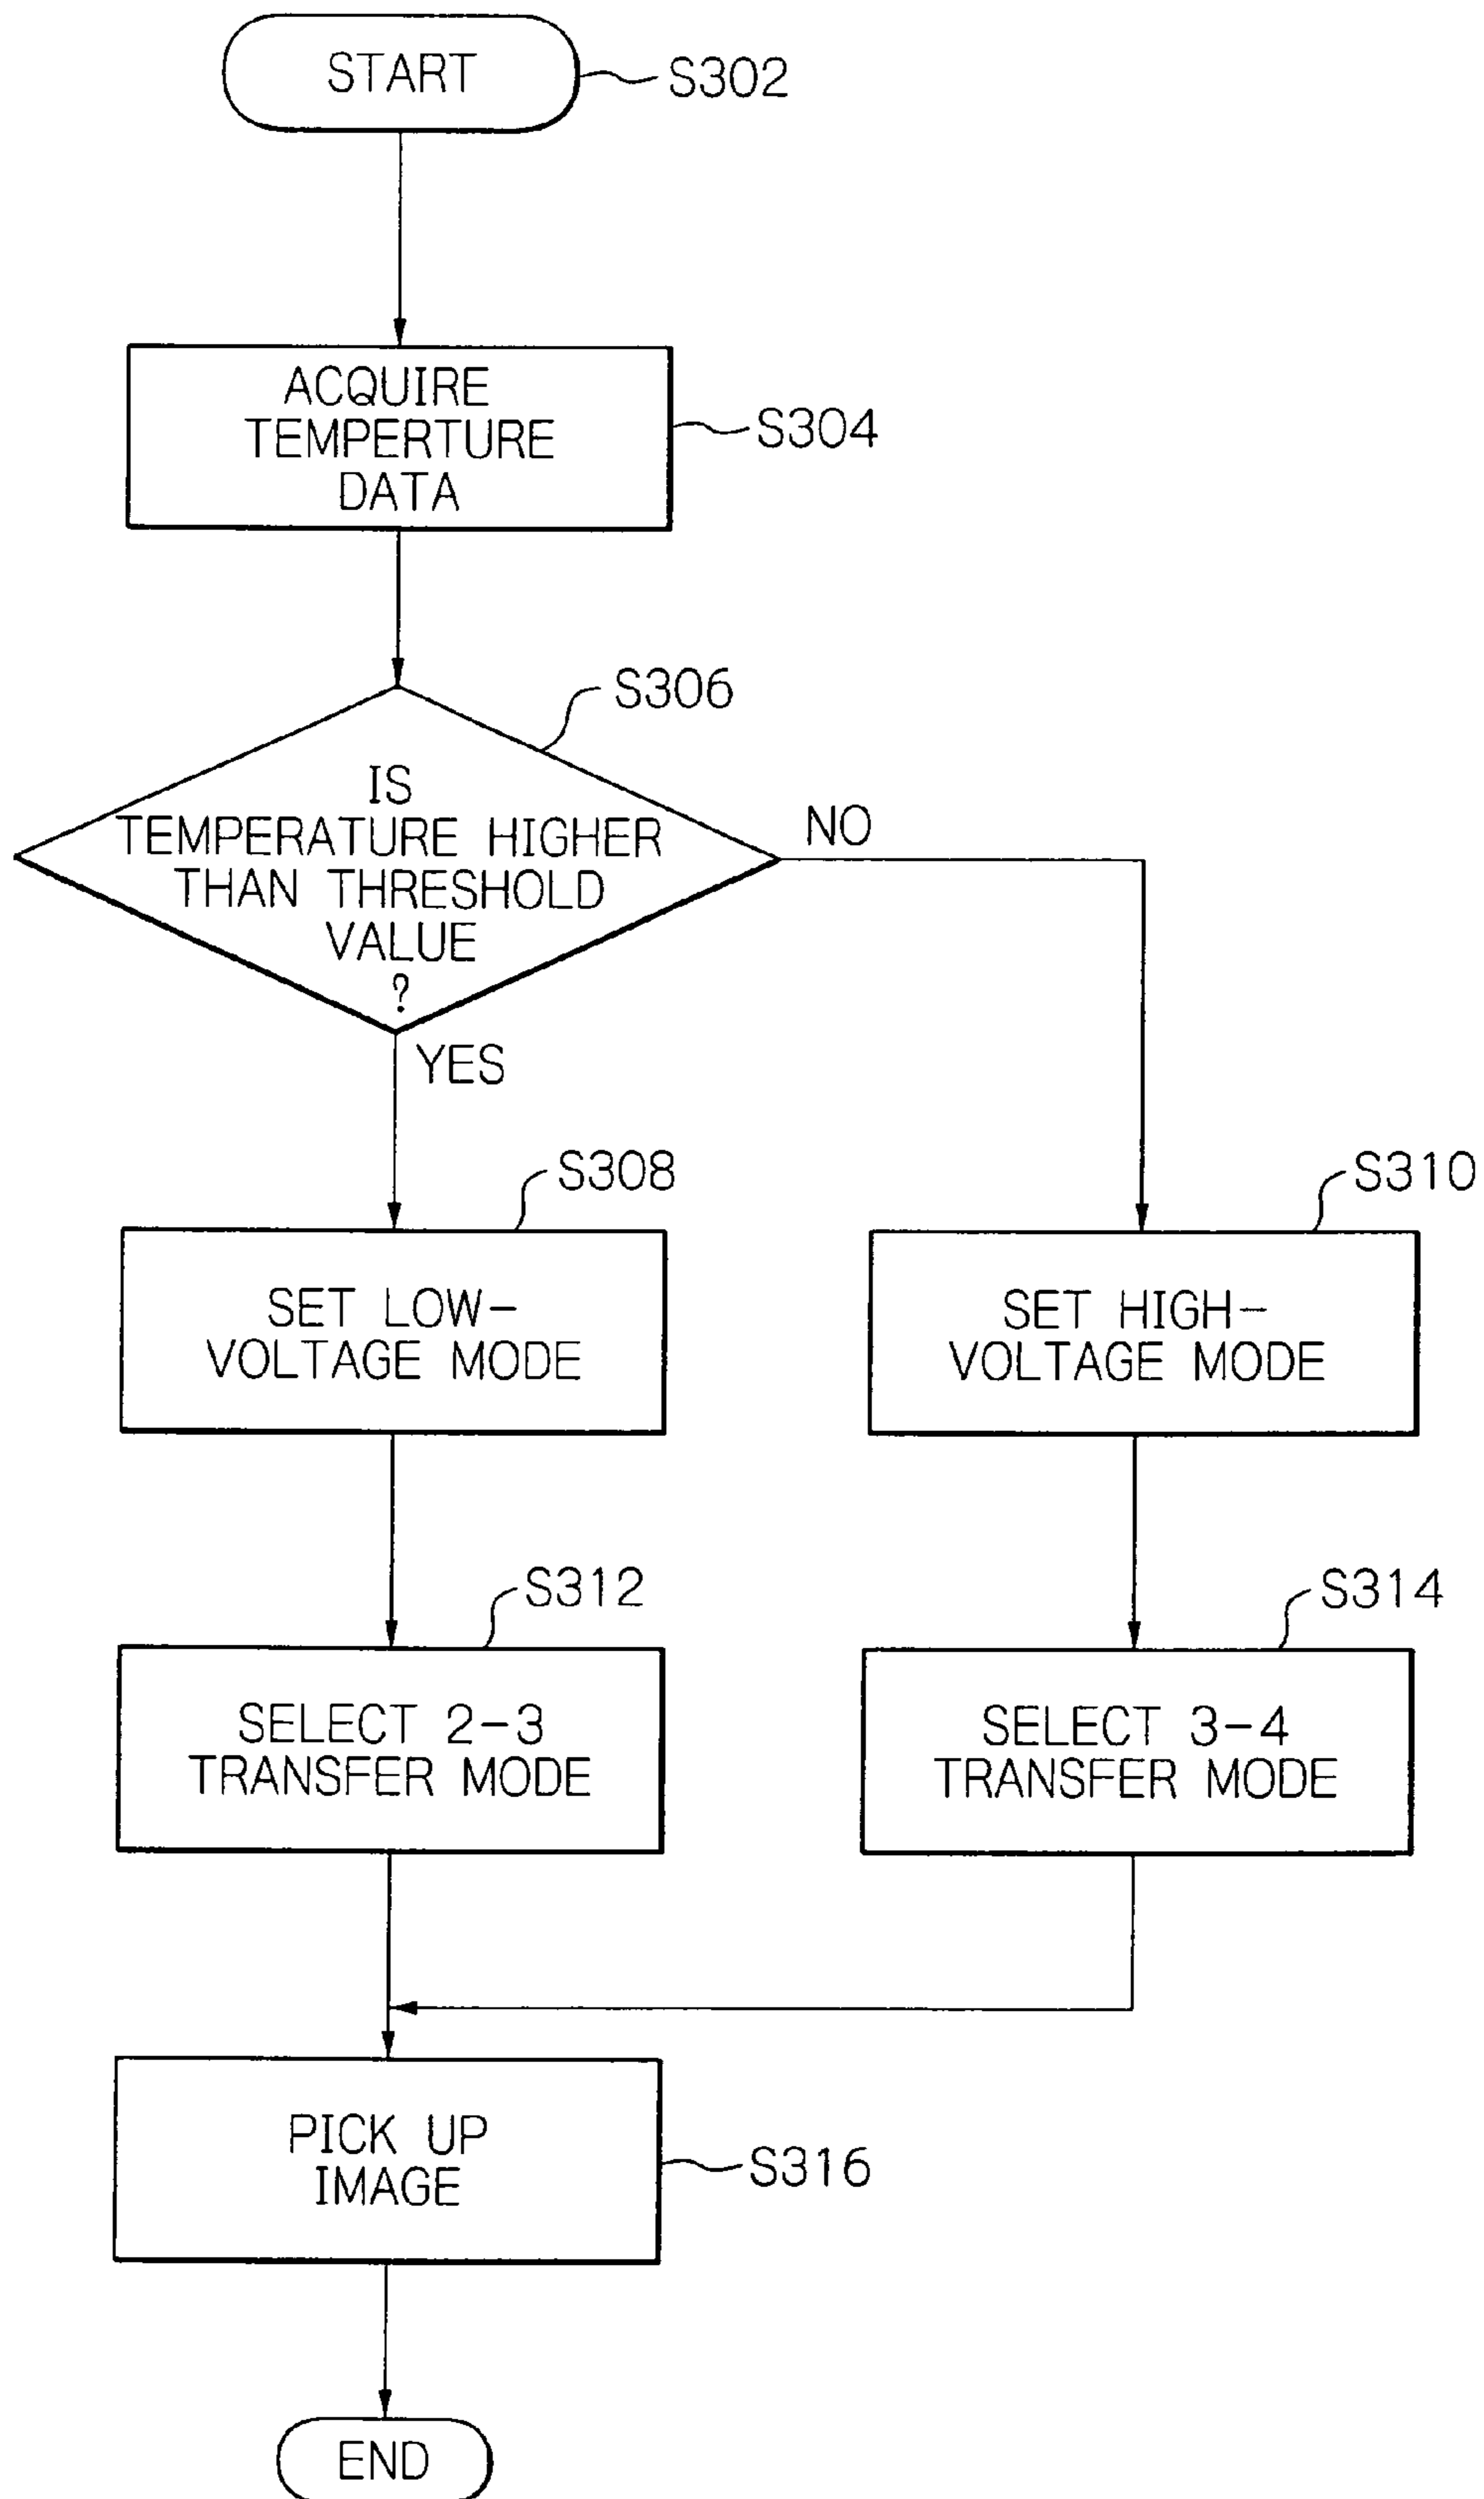 START
S302
ACQUIRE
TEMPERTURE
DATA
S304
S306
IS
TEMPERATURE HIGHER
THAN THRESHOLD
VALUE
?
NO
YES
S308
SET LOW-
VOLTAGE MODE
S310
SET HIGH-
VOLTAGE MODE
S312
SELECT 2-3
TRANSFER MODE
S314
SELECT 3-4
TRANSFER MODE
PICK UP
IMAGE
S316
END